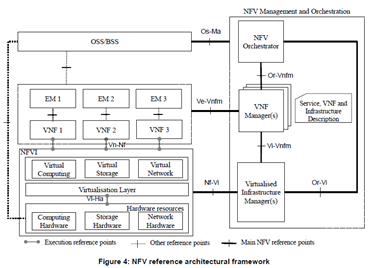 NFV Management and Orchestration
Os-Ma
OSS/BSS
NFV
Orchestrator
Or-Vnfm
EM 1
EM 2
EM 3
Ve-Vnfm
VNF
Manager(s)
Service, VNF and
Infrastructure
Description
VNF 1
VNF 2
VNF 3
Vn-Nf
Vi-Vnfm
NFVI
Virtual
Computing
Virtual
Storage
Virtual
Network
Virtualisation Layer
Nf-Vi
Virtualised
Infrastructure
Manager(s)
Or-Vi
Vl-Ha
Hardware resources
Computing
Hardware
Storage
Hardware
Network
Hardware
Execution reference points
Other reference points
Main NFV reference points
Figure 4: NFV reference architectural framework